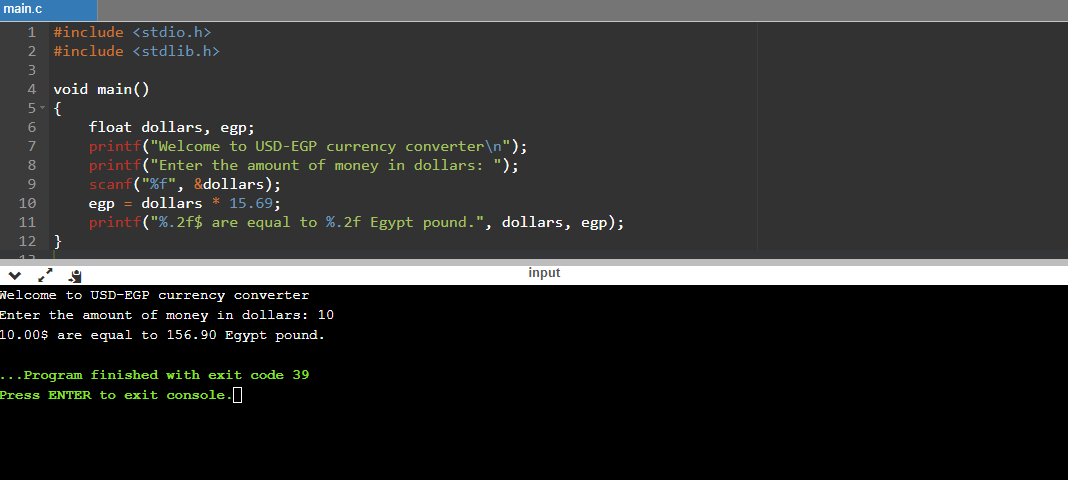 main.c
1 #include <stdio.h>
2 #include <stdlib.h>
3
4 void main()
5 {
6 float dollars, egp;
7 printf("Welcome to USD-EGP currency converter\n");
8 printf("Enter the amount of money in dollars: ");
9 scanf("%f", &dollars);
10 egp = dollars * 15.69;
11 printf("%.2f$ are equal to %.2f Egypt pound.", dollars, egp);
12 }
13
input
Welcome to USD-EGP currency converter
Enter the amount of money in dollars: 10
10.00$ are equal to 156.90 Egypt pound.
...Program finished with exit code 39
Press ENTER to exit console.